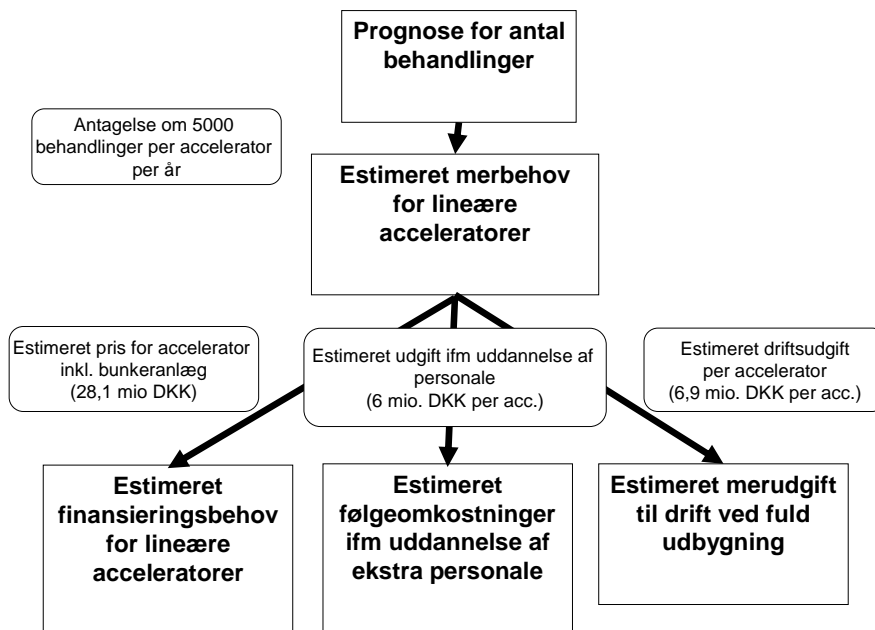 Prognose for antal
behandlinger
Antagelse om 5000
behandlinger per accelerator
per år
Estimeret merbehov
for lineære
acceleratorer
Estimeret pris for accelerator
inkl. bunkeranlæg
(28,1 mio DKK)
Estimeret udgift ifm uddannelse af
personale
(6 mio. DKK per acc.)
Estimeret driftsudgift
per accelerator
(6,9 mio. DKK per acc.)
Estimeret
finansieringsbehov
for lineære
acceleratorer
Estimeret
følgeomkostninger
ifm uddannelse af
ekstra personale
Estimeret merudgift
til drift ved fuld
udbygning